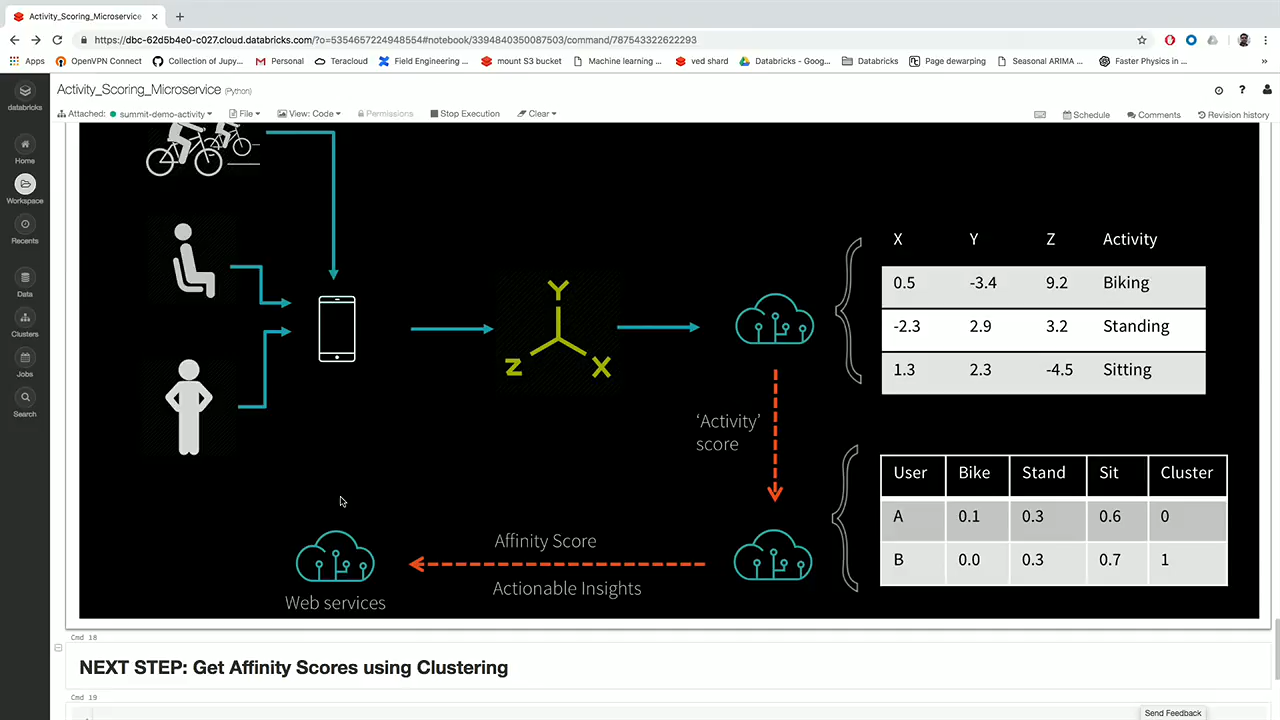 Activity_Scoring_Microservice
https://dbc-62d5b4e0-c027.cloud.databricks.com/?o=5354657224948554#notebook/3394840350087503/command/787543322622293
Apps OpenVPN Connect Collection of Jupy... Personal Teracloud Field Engineering ... mount S3 bucket Machine learning ... ved shard Databricks - Goog... Databricks Page dewarping Seasonal ARIMA ... Faster Physics in ... »
Activity_Scoring_Microservice (Python)
Attached: summit-demo-activity File View: Code Permissions Stop Execution Clear Schedule Comments Revision history
databricks
Home
Workspace
Recents
Data
Clusters
Jobs
Search
Y
Z X
X Y Z Activity
0.5 -3.4 9.2 Biking
-2.3 2.9 3.2 Standing
1.3 2.3 -4.5 Sitting
‘Activity’
score
User Bike Stand Sit Cluster
A 0.1 0.3 0.6 0
B 0.0 0.3 0.7 1
Affinity Score
Actionable Insights
Web services
Cmd 18
NEXT STEP: Get Affinity Scores using Clustering
Cmd 19
Send Feedback